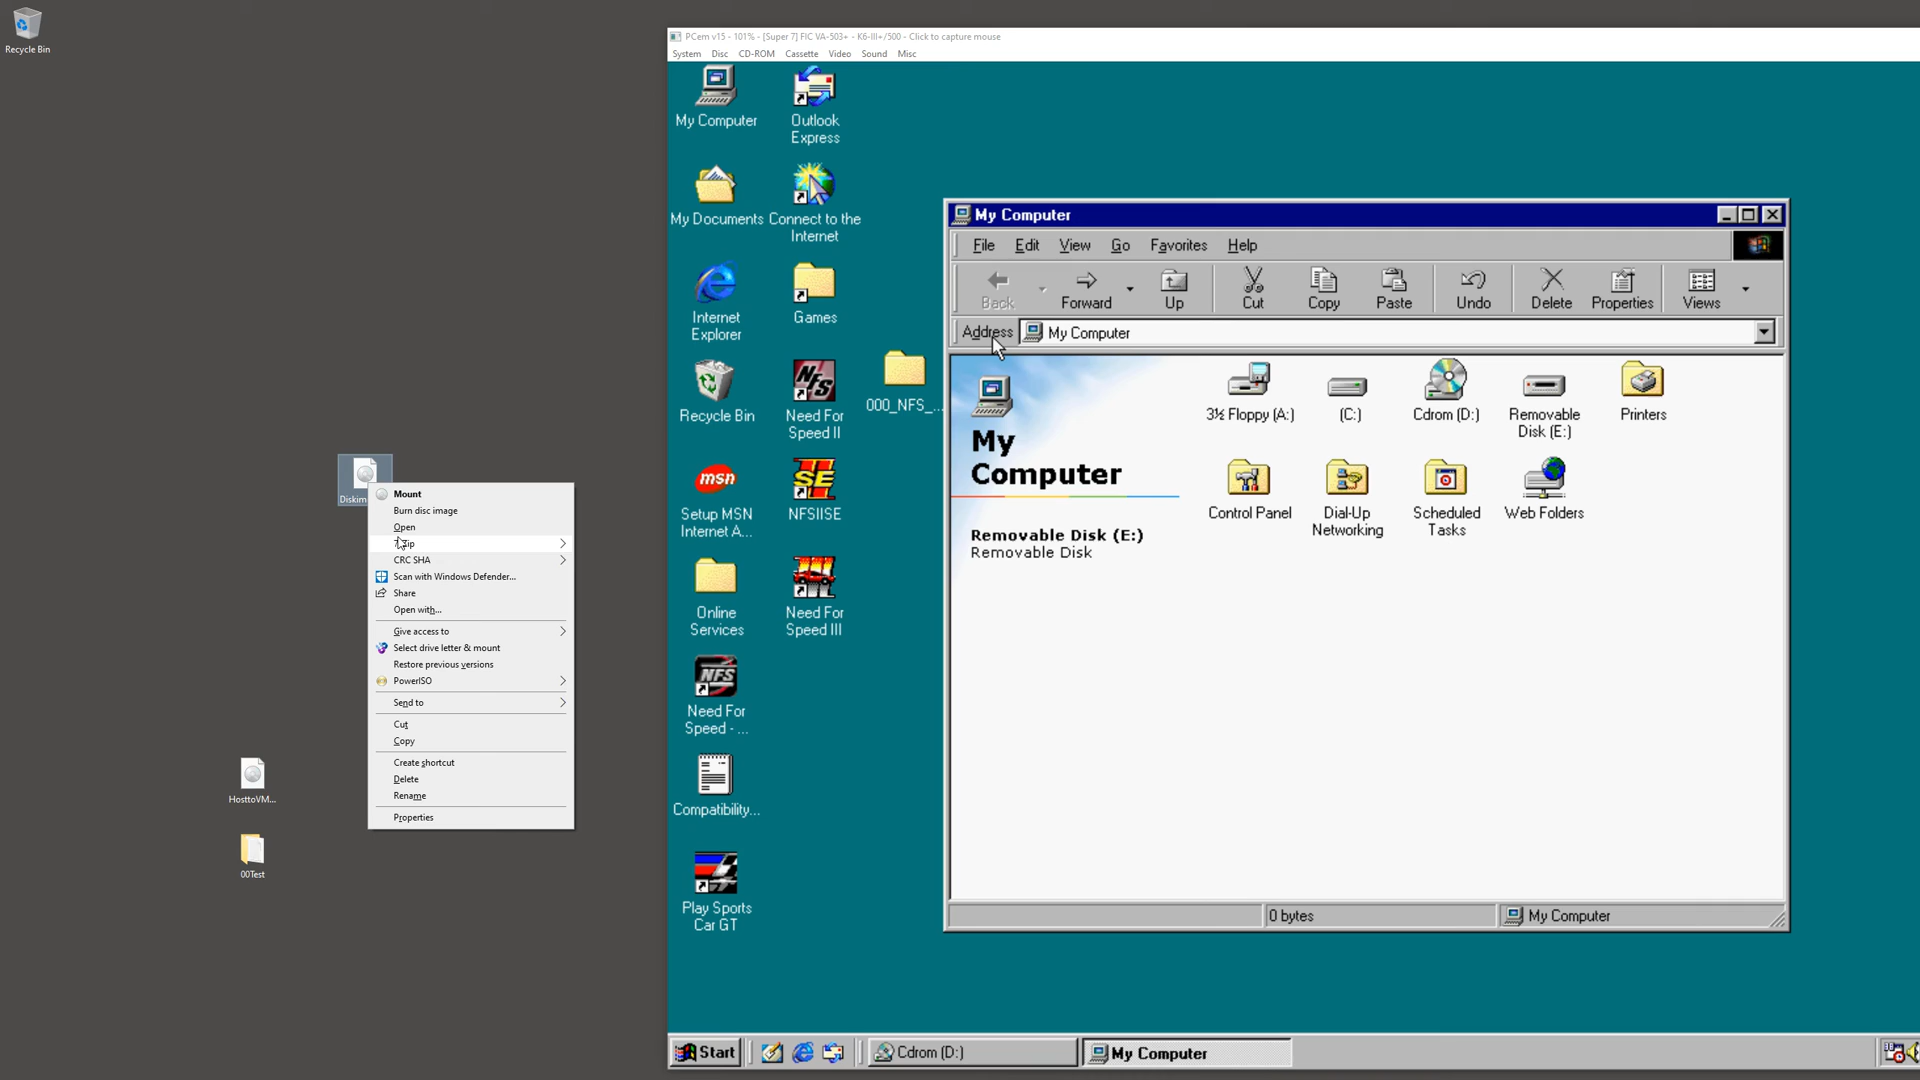 Recycle Bin
Diskim
Mount
Burn disc image
Open
CRC SHA
Scan with Windows Defender...
Share
Open with...
Give access to
Select drive letter & mount
Restore previous versions
PowerISO
Send to
Cut
Copy
Create shortcut
Delete
Rename
Properties
HosttoVM...
00Test
PCem v15 - 101% - [Super 7] FIC VA-503+ - K6-III+/500 - Click to capture mouse
System Disc CD-ROM Cassette Video Sound Misc
My Computer
Outlook
Express
My Documents
Connect to the
Internet
Internet
Explorer
Games
000_NFS_...
Recycle Bin
NFS
Need For
Speed II
msn
Setup MSN
Internet A...
SE
NFSIISE
Online
Services
Need For
Speed III
NFS
Need For
Speed - ...
Compatibility...
Play Sports
Car GT
My Computer
File Edit View Go Favorites Help
Back Forward Up Cut Copy Paste Undo Delete Properties Views
Address My Computer
My
Computer
Removable Disk (E:)
Removable Disk
3½ Floppy (A:)
(C:)
Cdrom (D:)
Removable
Disk (E:)
Printers
Control Panel
Dial-Up
Networking
Scheduled
Tasks
Web Folders
0 bytes
My Computer
Start
Cdrom (D:)
My Computer